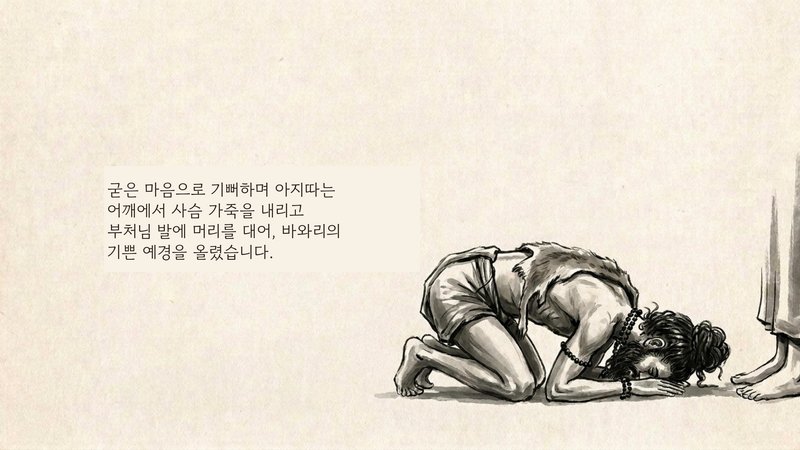 굳은 마음으로 기뻐하며 아지따는
어깨에서 사슴 가죽을 내리고
부처님 발에 머리를 대어, 바와리의
기쁜 예경을 올렸습니다.